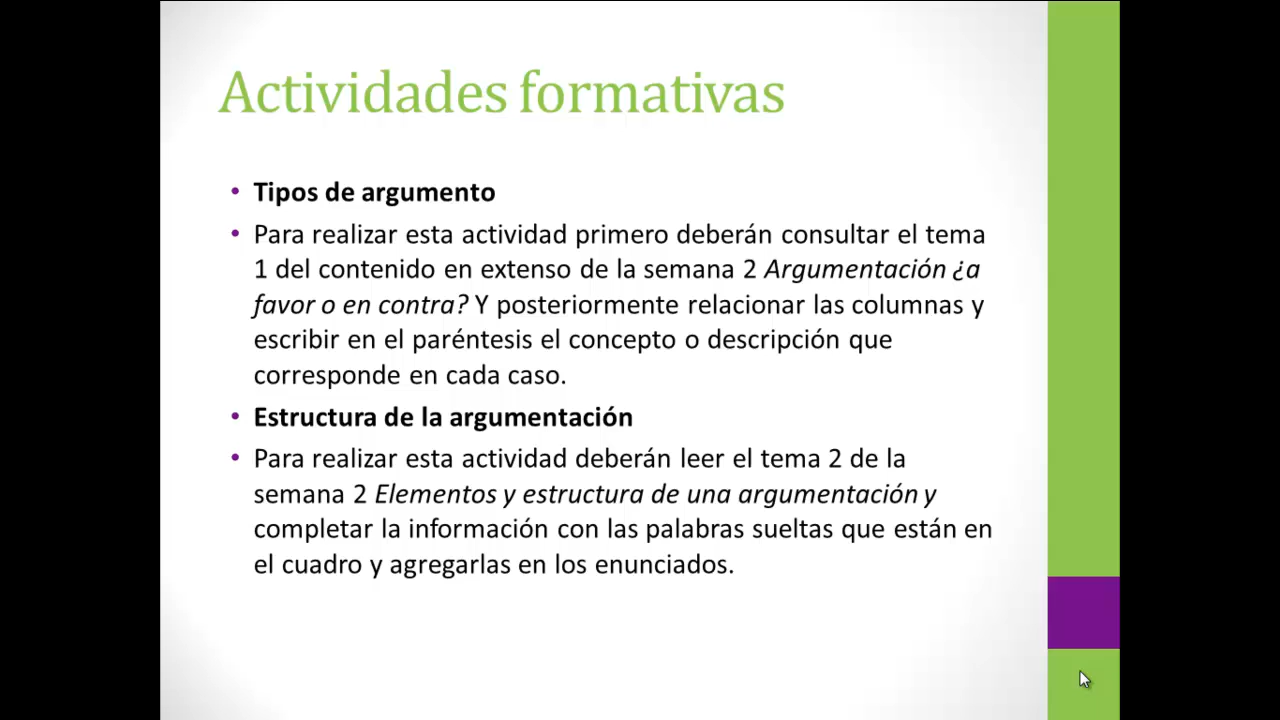 Actividades formativas
• Tipos de argumento
• Para realizar esta actividad primero deberán consultar el tema
1 del contenido en extenso de la semana 2 Argumentación ¿a
favor o en contra? Y posteriormente relacionar las columnas y
escribir en el paréntesis el concepto o descripción que
corresponde en cada caso.
• Estructura de la argumentación
• Para realizar esta actividad deberán leer el tema 2 de la
semana 2 Elementos y estructura de una argumentación y
completar la información con las palabras sueltas que están en
el cuadro y agregarlas en los enunciados.